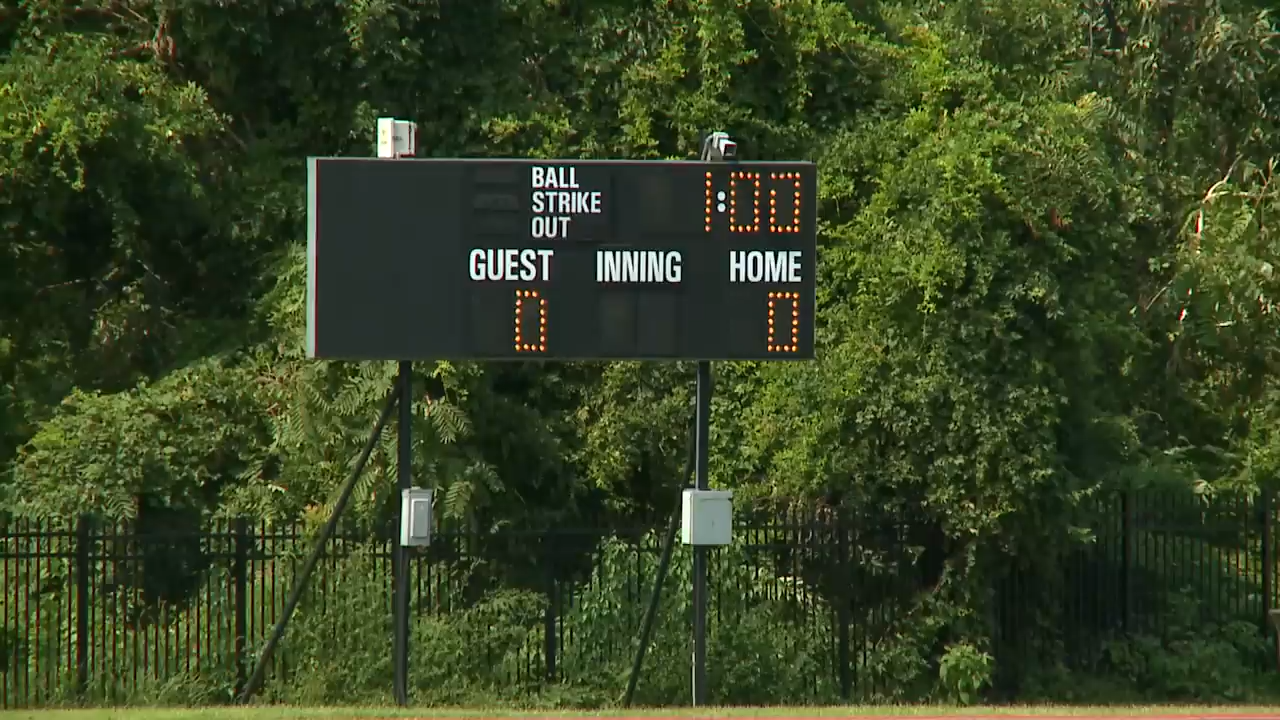 BALL
STRIKE 1:00
OUT
GUEST INNING HOME
0 0